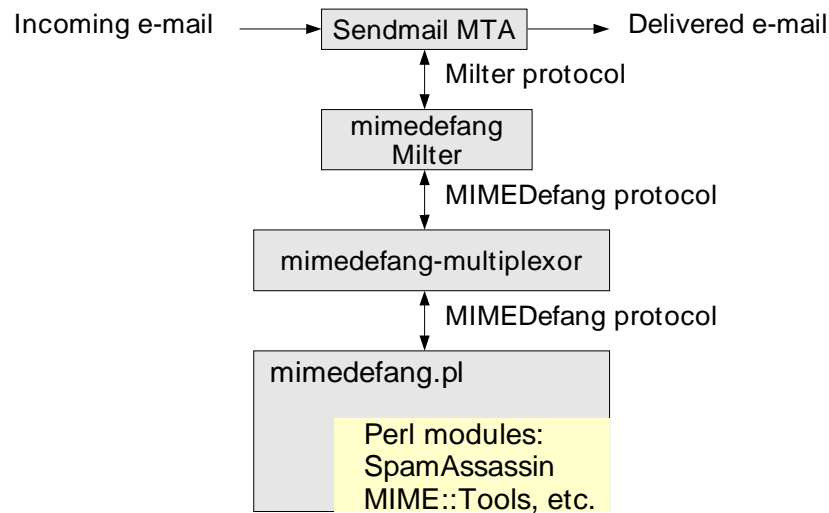 Incoming e-mail
Sendmail MTA
Delivered e-mail
Milter protocol
mimedefang
Milter
MIMEDefang protocol
mimedefang-multiplexor
MIMEDefang protocol
mimedefang.pl
Perl modules:
SpamAssassin
MIME::Tools, etc.